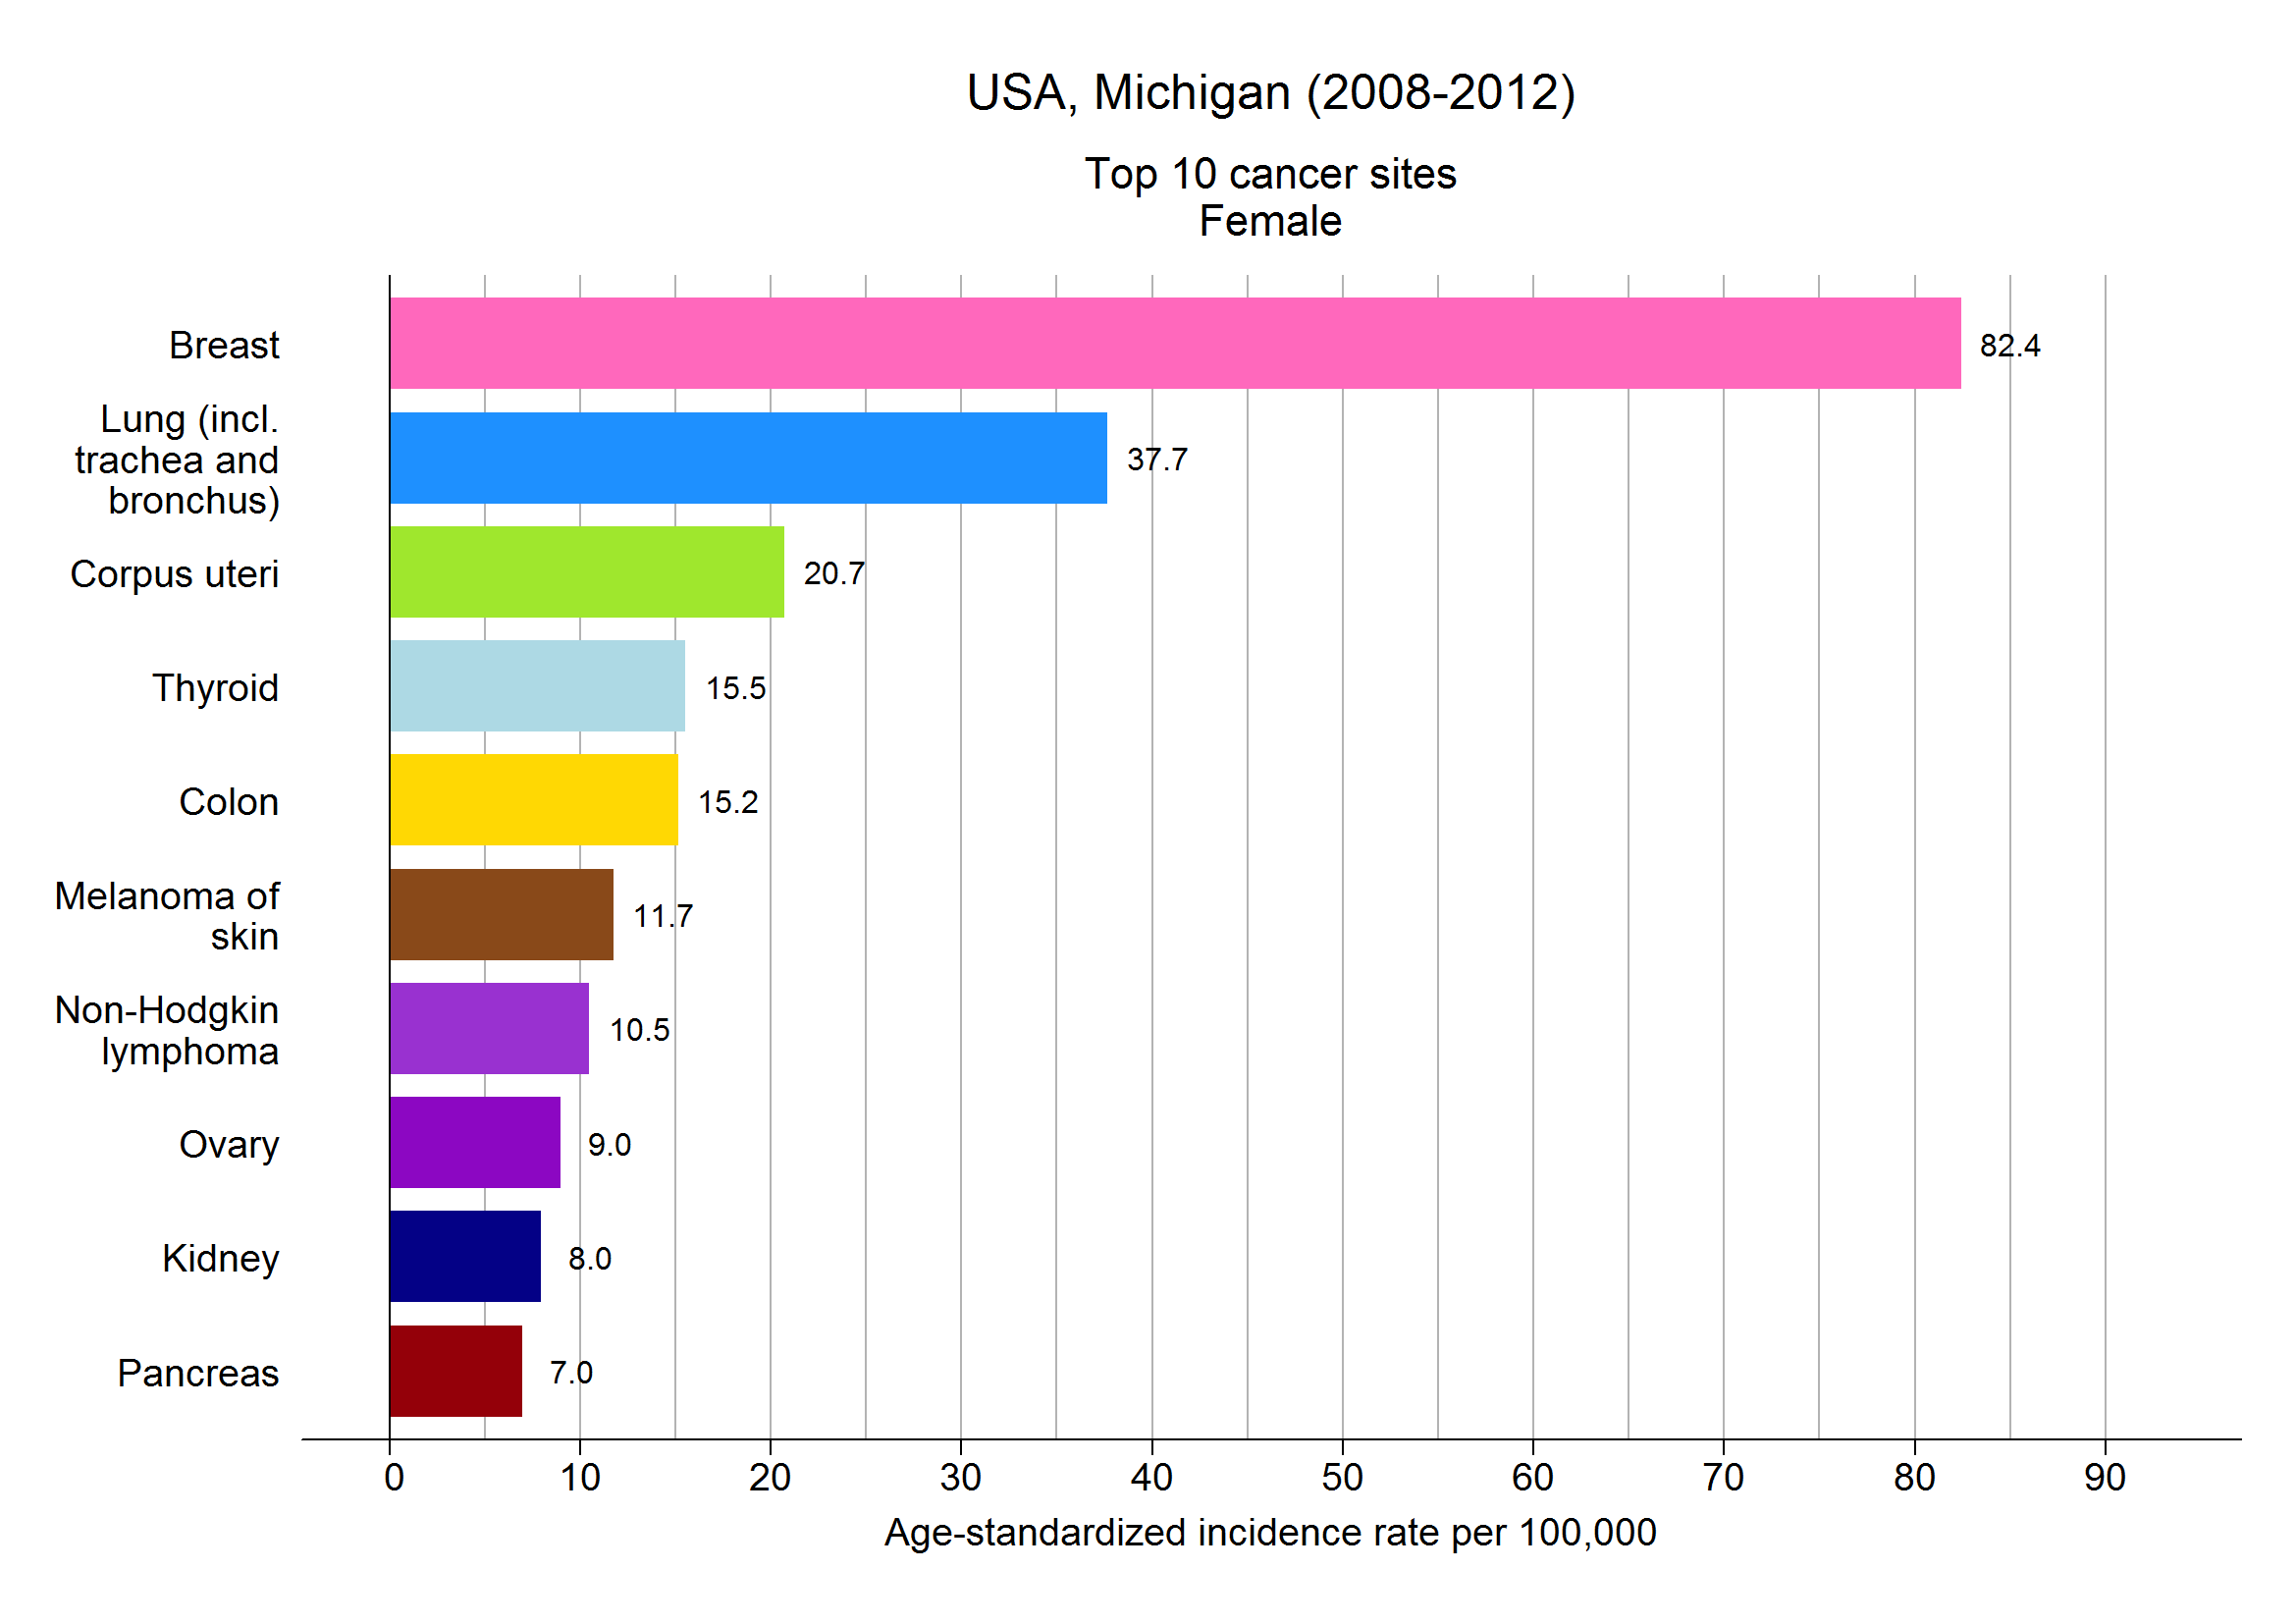 USA, Michigan (2008-2012)
Top 10 cancer sites
Female
Breast
82.4
Lung (incl.
trachea and
bronchus)
37.7
Corpus uteri
20.7
Thyroid
15.5
Colon
15.2
Melanoma of
skin
11.7
Non-Hodgkin
lymphoma
10.5
Ovary
9.0
Kidney
8.0
Pancreas
7.0
0 10 20 30 40 50 60 70 80 90
Age-standardized incidence rate per 100,000